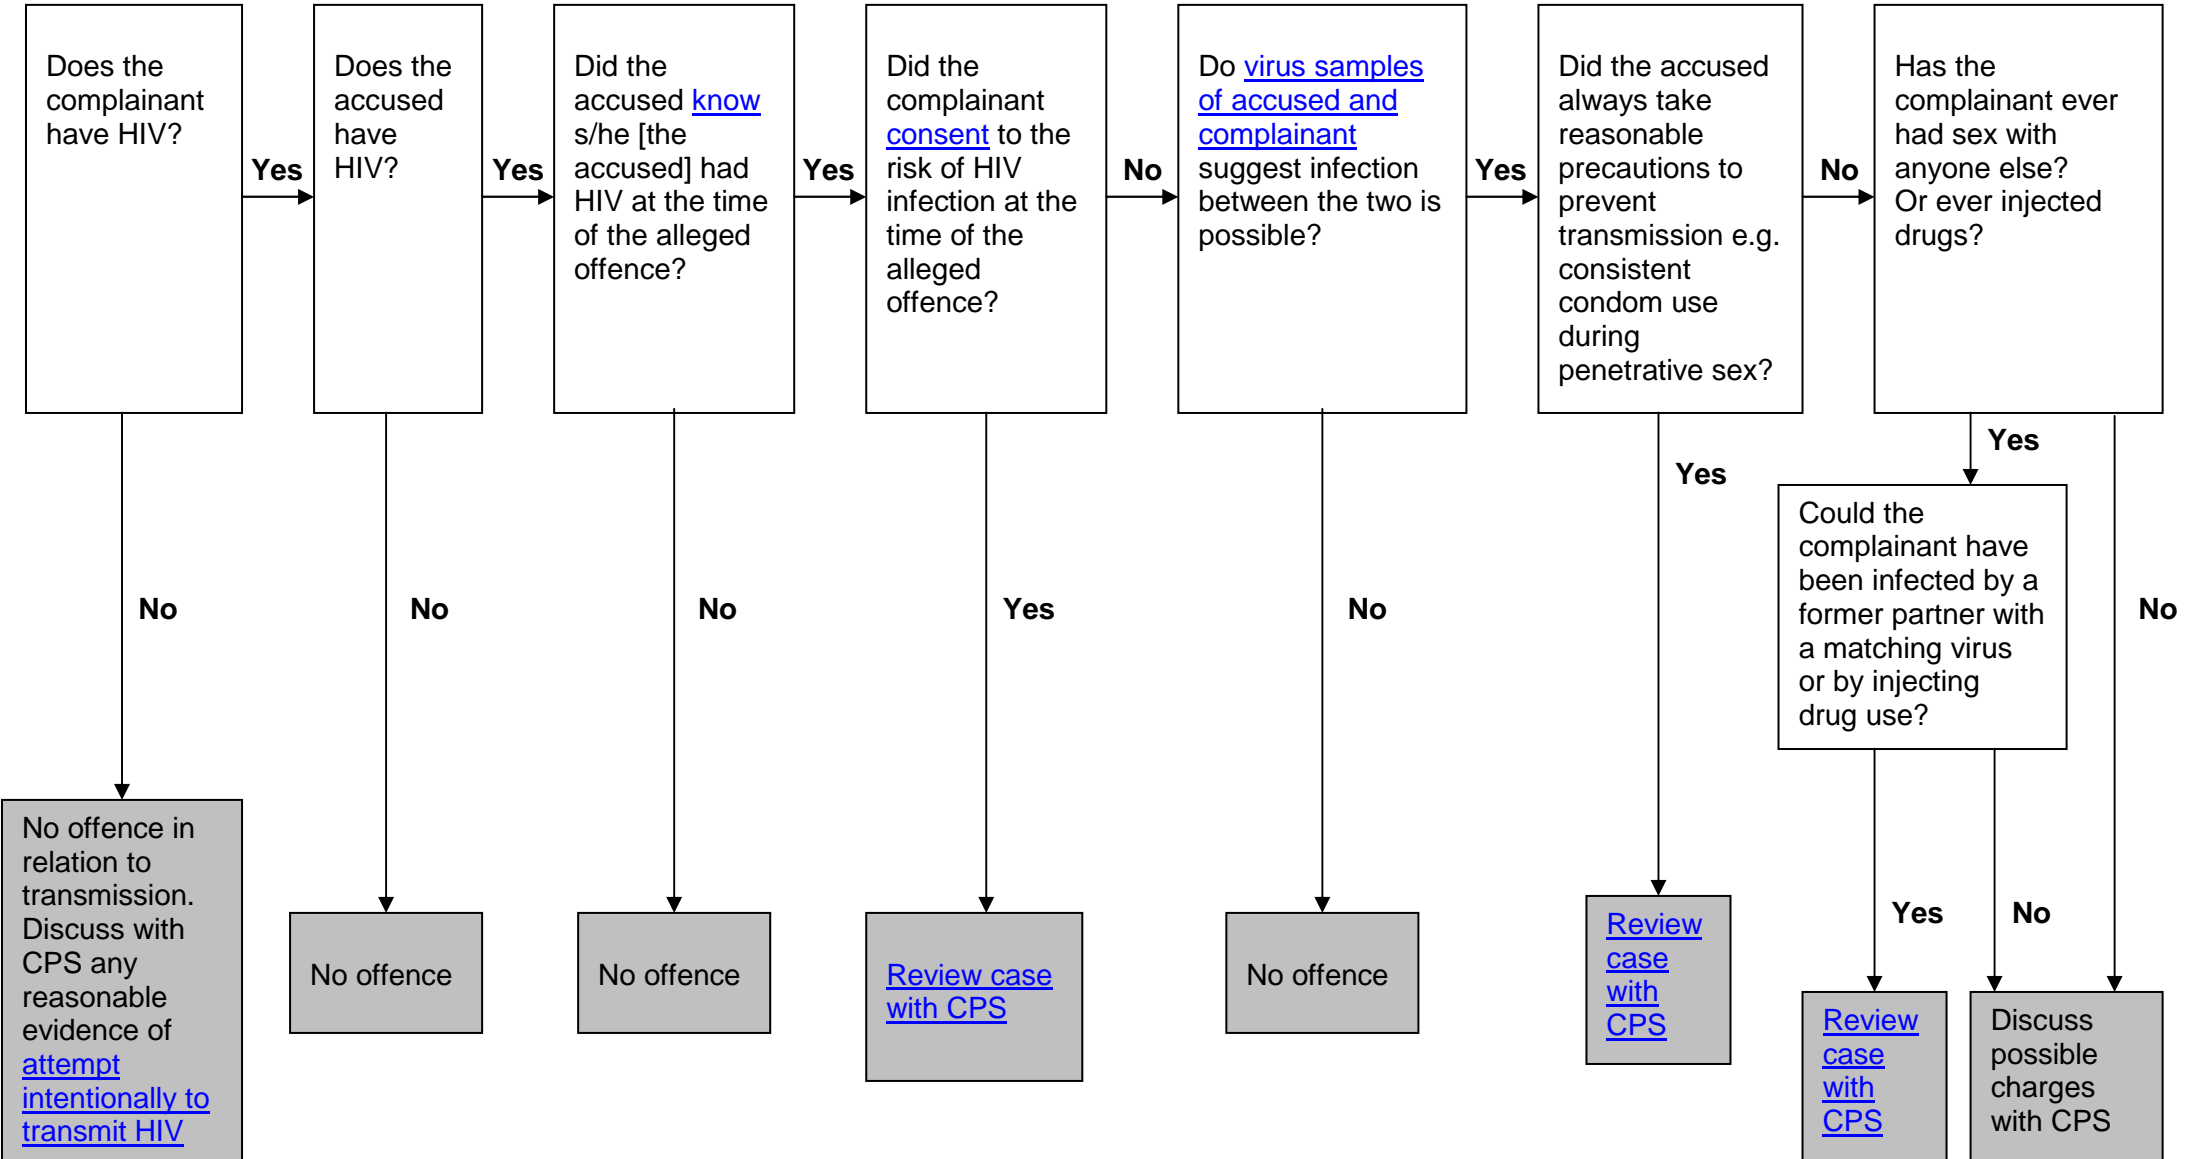 Does the
complainant
have HIV?
Yes
Does the
accused
have
HIV?
Yes
Did the
accused know
s/he [the
accused] had
HIV at the time
of the alleged
offence?
Yes
Did the
complainant
consent to the
risk of HIV
infection at the
time of the
alleged
offence?
No
Do virus samples
of accused and
complainant
suggest infection
between the two is
possible?
Yes
Did the accused
always take
reasonable
precautions to
prevent
transmission e.g.
consistent
condom use
during
penetrative sex?
No
Has the
complainant ever
had sex with
anyone else?
Or ever injected
drugs?
Yes
Yes
Could the
complainant have
been infected by a
former partner with
a matching virus
or by injecting
drug use?
No
No
No
Yes
No
No
No offence in
relation to
transmission.
Discuss with
CPS any
reasonable
evidence of
attempt
intentionally to
transmit HIV
No offence
No offence
Review case
with CPS
No offence
Review
case
with
CPS
Yes
No
Review
case
with
CPS
Discuss
possible
charges
with CPS